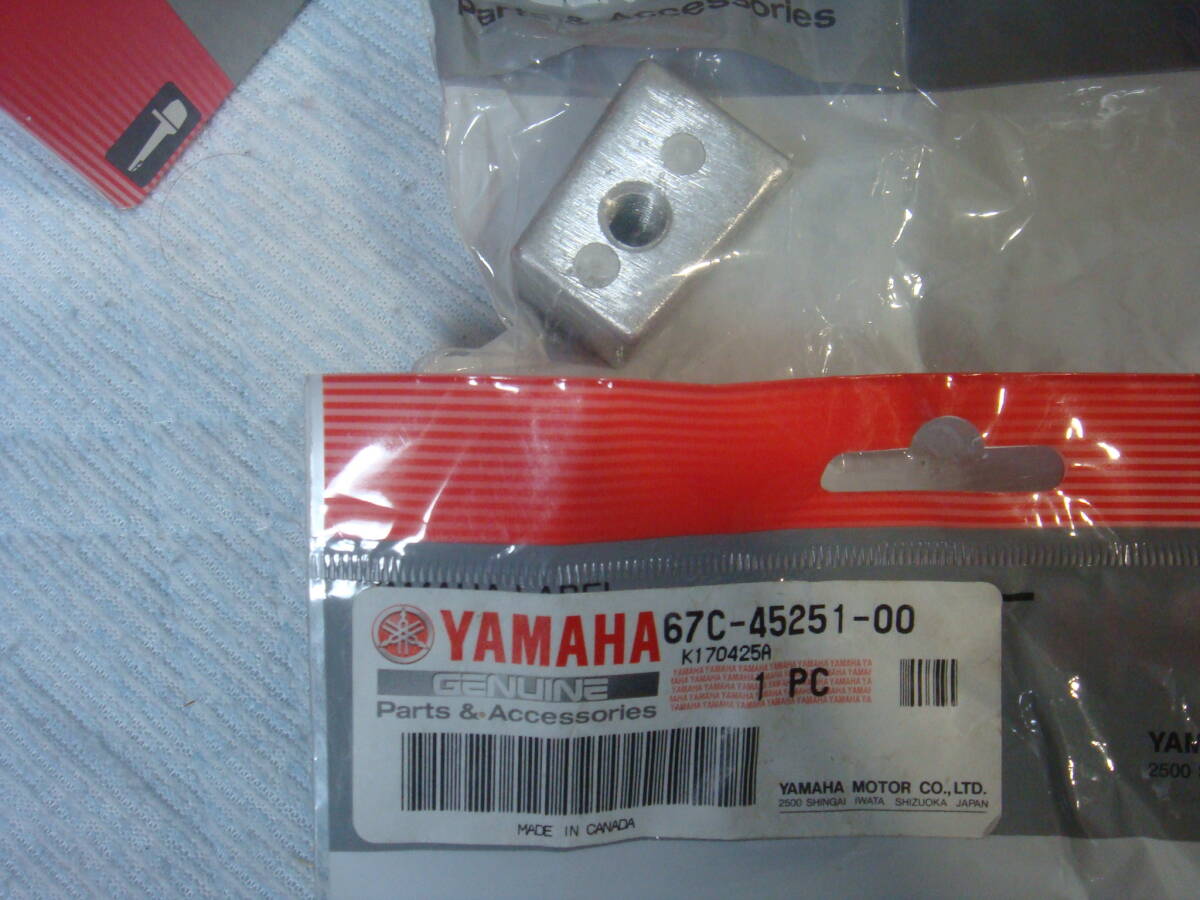 Parts & Accessories
YAMAHA 67C-45251-00
K170425A
GENUINE
1 PC
Parts & Accessories
YAMAHA MOTOR CO.,LTD.
2500 SHINGAI IWATA SHIZUOKA JAPAN
MADE IN CANADA
2500